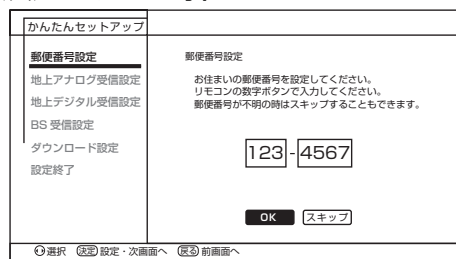 かんたんセットアップ
郵便番号設定
地上アナログ受信設定
地上デジタル受信設定
BS 受信設定
ダウンロード設定
設定終了
郵便番号設定
お住まいの郵便番号を設定してください。
リモコンの数字ボタンで入力してください。
郵便番号が不明の時はスキップすることもできます。
123-4567
OK スキップ
選択 決定 設定・次画面へ 戻る 前画面へ